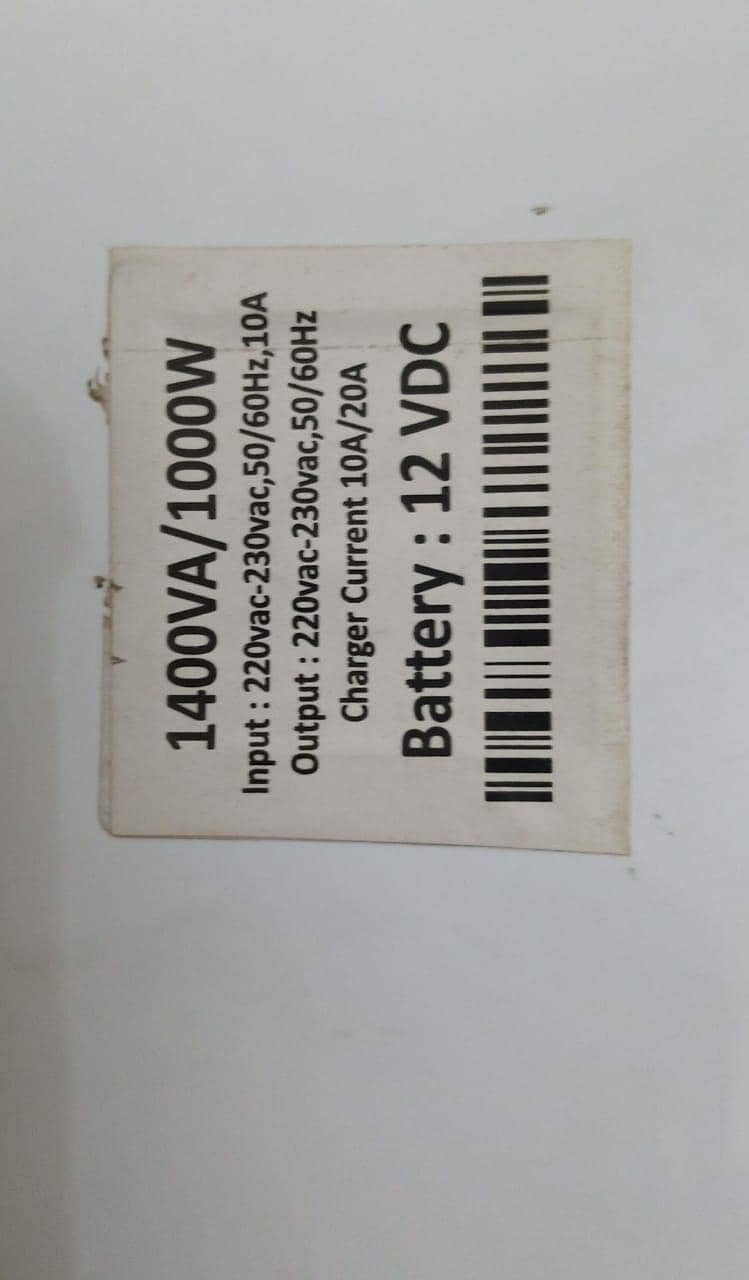 1400VA/1000W
Input : 220vac-230vac,50/60Hz,10A
Output : 220vac-230vac,50/60Hz
Charger Current 10A/20A
Battery : 12 VDC